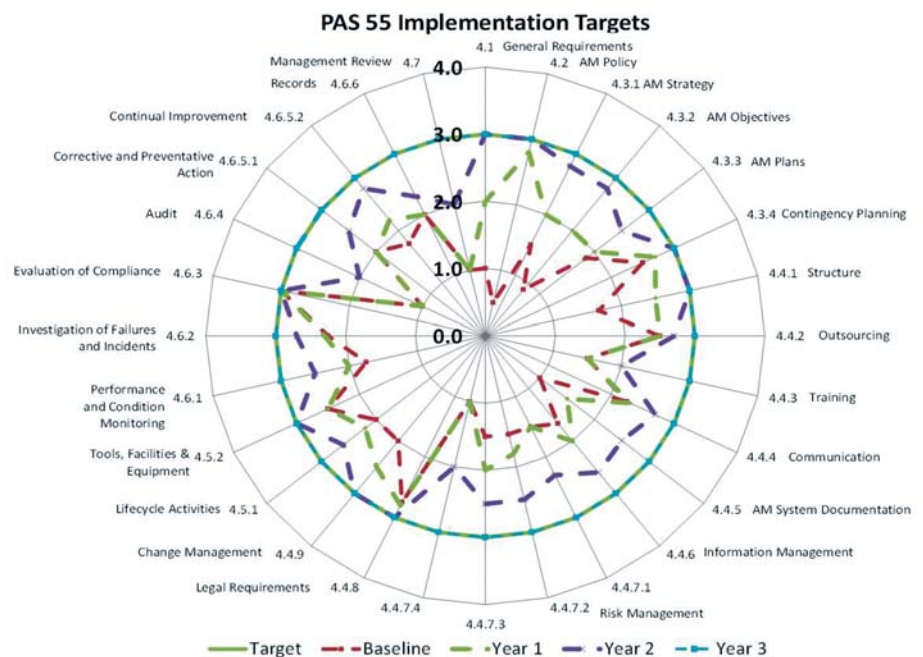 PAS 55 Implementation Targets
4.1 General Requirements
4.2 AM Policy
4.3.1 AM Strategy
4.3.2 AM Objectives
4.3.3 AM Plans
4.3.4 Contingency Planning
4.4.1 Structure
4.4.2 Outsourcing
4.4.3 Training
4.4.4 Communication
4.4.5 AM System Documentation
4.4.6 Information Management
4.4.7.1
Risk Management
4.4.7.2
4.4.7.3
4.4.7.4
Legal Requirements 4.4.8
Change Management 4.4.9
Lifecycle Activities 4.5.1
Tools, Facilities &
Equipment 4.5.2
Performance
and Condition
Monitoring 4.6.1
Investigation of Failures
and Incidents 4.6.2
Evaluation of Compliance 4.6.3
Audit 4.6.4
Corrective and Preventative
Action 4.6.5.1
Continual Improvement 4.6.5.2
Records 4.6.6
Management Review 4.7
4.0
3.0
2.0
1.0
0.0
Target Baseline Year 1 Year 2 Year 3